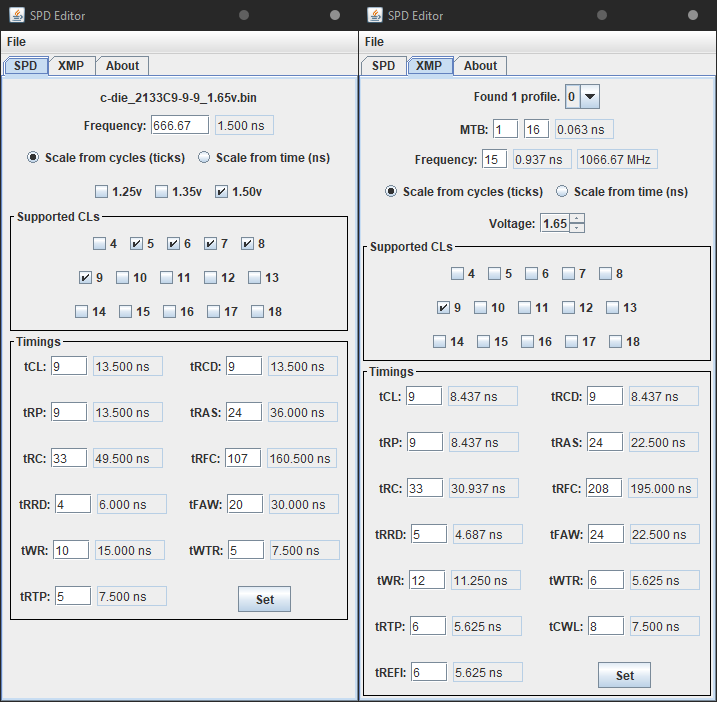 SPD Editor
File
SPD XMP About
c-die_2133C9-9-9_1.65v.bin
Frequency: 666.67 1.500 ns
Scale from cycles (ticks) Scale from time (ns)
1.25v 1.35v 1.50v
Supported CLs
4 5 6 7 8
9 10 11 12 13
14 15 16 17 18
Timings
tCL: 9 13.500 ns tRCD: 9 13.500 ns
tRP: 9 13.500 ns tRAS: 24 36.000 ns
tRC: 33 49.500 ns tRFC: 107 160.500 ns
tRRD: 4 6.000 ns tFAW: 20 30.000 ns
tWR: 10 15.000 ns tWTR: 5 7.500 ns
tRTP: 5 7.500 ns Set
SPD Editor
File
SPD XMP About
Found 1 profile. 0
MTB: 1 16 0.063 ns
Frequency: 15 0.937 ns 1066.67 MHz
Scale from cycles (ticks) Scale from time (ns)
Voltage: 1.65
Supported CLs
4 5 6 7 8
9 10 11 12 13
14 15 16 17 18
Timings
tCL: 9 8.437 ns tRCD: 9 8.437 ns
tRP: 9 8.437 ns tRAS: 24 22.500 ns
tRC: 33 30.937 ns tRFC: 208 195.000 ns
tRRD: 5 4.687 ns tFAW: 24 22.500 ns
tWR: 12 11.250 ns tWTR: 6 5.625 ns
tRTP: 6 5.625 ns tCWL: 8 7.500 ns
tREFI: 6 5.625 ns Set